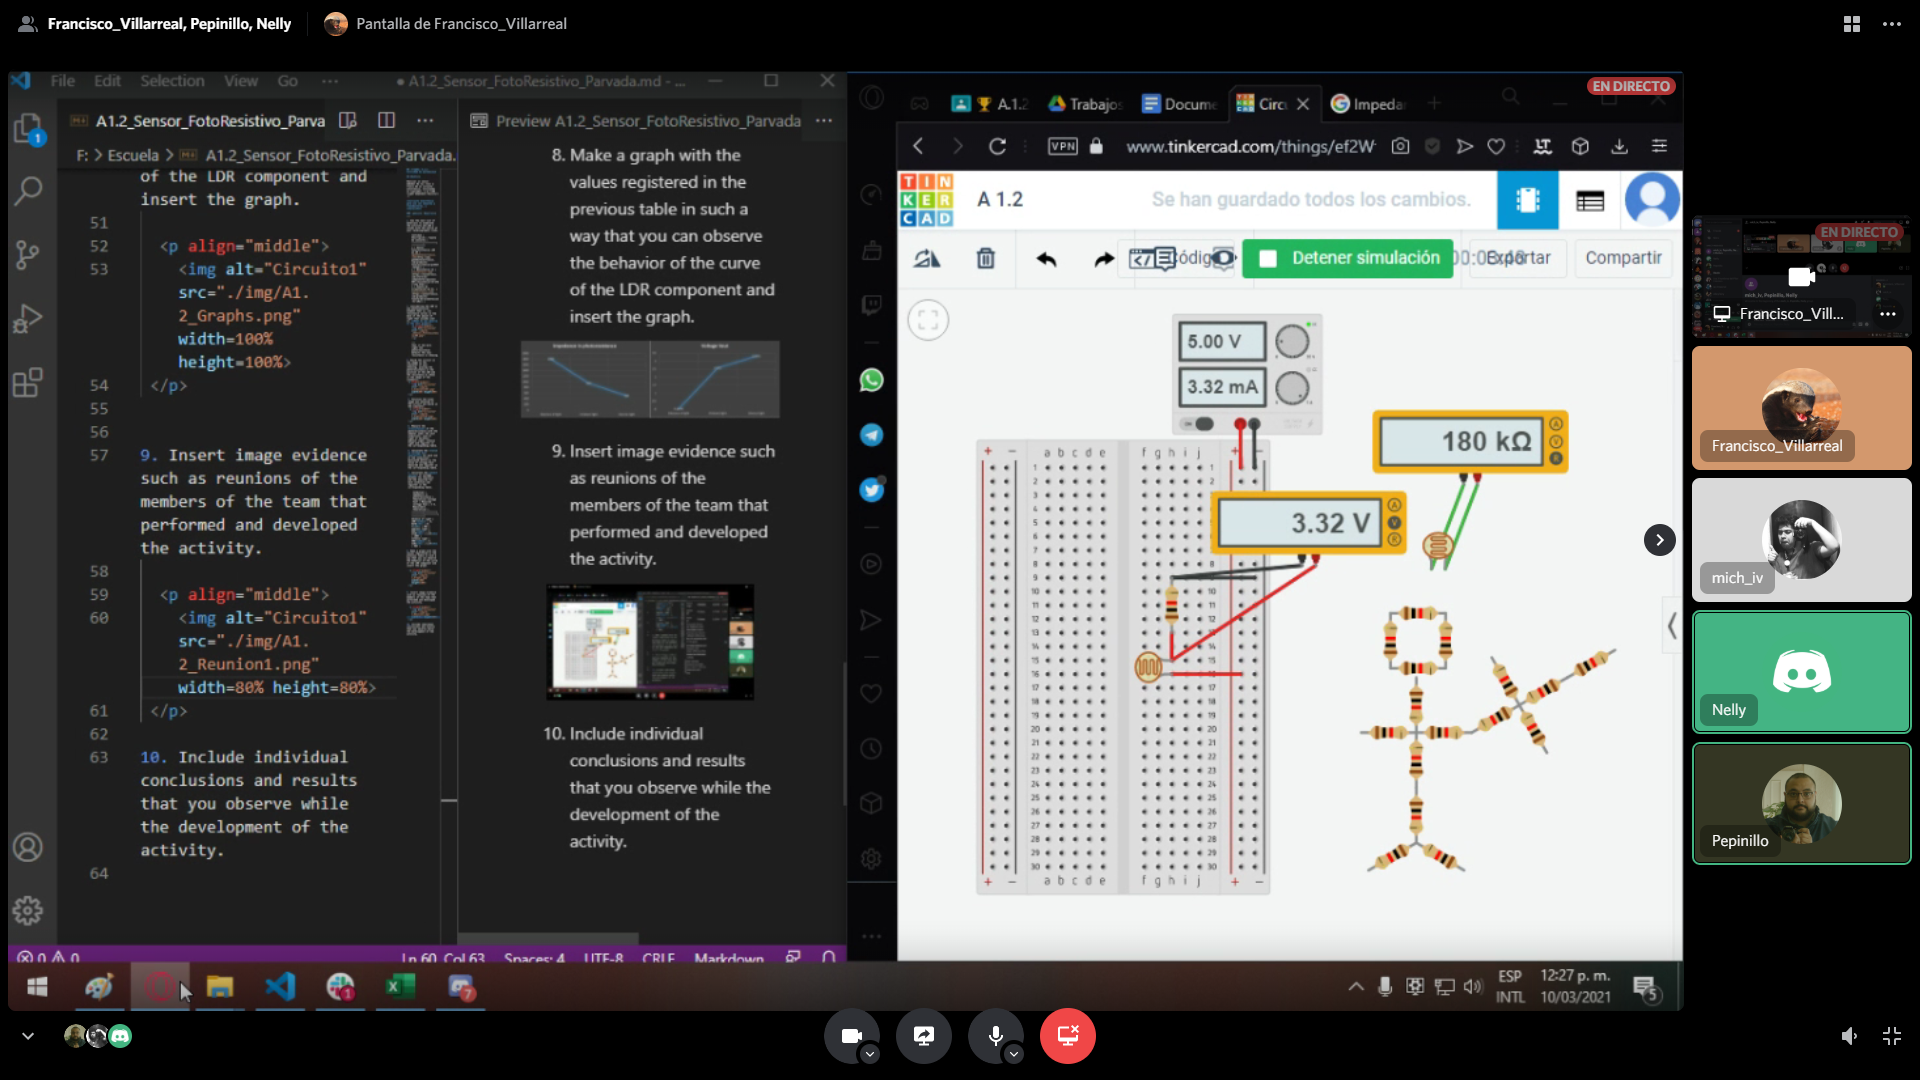 Francisco_Villarreal, Pepinillo, Nelly
Pantalla de Francisco_Villarreal
File Edit Selection View Go ···
● A1.2_Sensor_FotoResistivo_Parvada.md - ...
A1.2_Sensor_FotoResistivo_Parva
F: > Escuela > A1.2_Sensor_FotoResistivo_Parvada.
of the LDR component and
insert the graph.
51
52 <p align="middle">
53 <img alt="Circuito1"
src="./img/A1.
2_Graphs.png"
width=100%
height=100%>
54 </p>
55
56
57 9. Insert image evidence
such as reunions of the
members of the team that
performed and developed
the activity.
58
59 <p align="middle">
60 <img alt="Circuito1"
src="./img/A1.
2_Reunion1.png"
width=80% height=80%>
61 </p>
62
63 10. Include individual
conclusions and results
that you observe while
the development of the
activity.
64
Preview A1.2_Sensor_FotoResistivo_Parvada
8. Make a graph with the
values registered in the
previous table in such a
way that you can observe
the behavior of the curve
of the LDR component and
insert the graph.
9. Insert image evidence such
as reunions of the
members of the team that
performed and developed
the activity.
10. Include individual
conclusions and results
that you observe while the
development of the
activity.
0 0
Ln 60, Col 63 Spaces: 4 UTF-8 CRLF Markdown
EN DIRECTO
A.1.2
Trabajos
Docume
Circ
Impedar
VPN
www.tinkercad.com/things/ef2W
TINKERCAD
A 1.2
Se han guardado todos los cambios.
Detener simulación
Exportar
Compartir
5.00 V
3.32 mA
180 kΩ
3.32 V
+ −
a b c d e
f g h i j
+ −
ESP
INTL
12:27 p. m.
10/03/2021
5
EN DIRECTO
Francisco_Vill...
Francisco_Villarreal
mich_iv
Nelly
Pepinillo